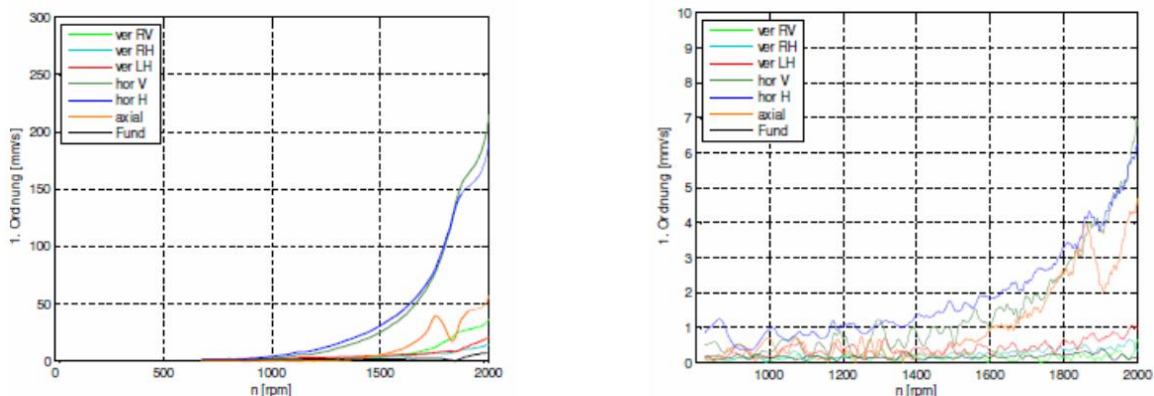 300
250
200
150
100
50
0
1. Ordnung [mm/s]
ver RV
ver RH
ver LH
hor V
hor H
axial
Fund
0 500 1000 1500 2000
n [rpm]
10
9
8
7
6
5
4
3
2
1
0
1. Ordnung [mm/s]
ver RV
ver RH
ver LH
hor V
hor H
axial
Fund
1000 1200 1400 1600 1800 2000
n [rpm]